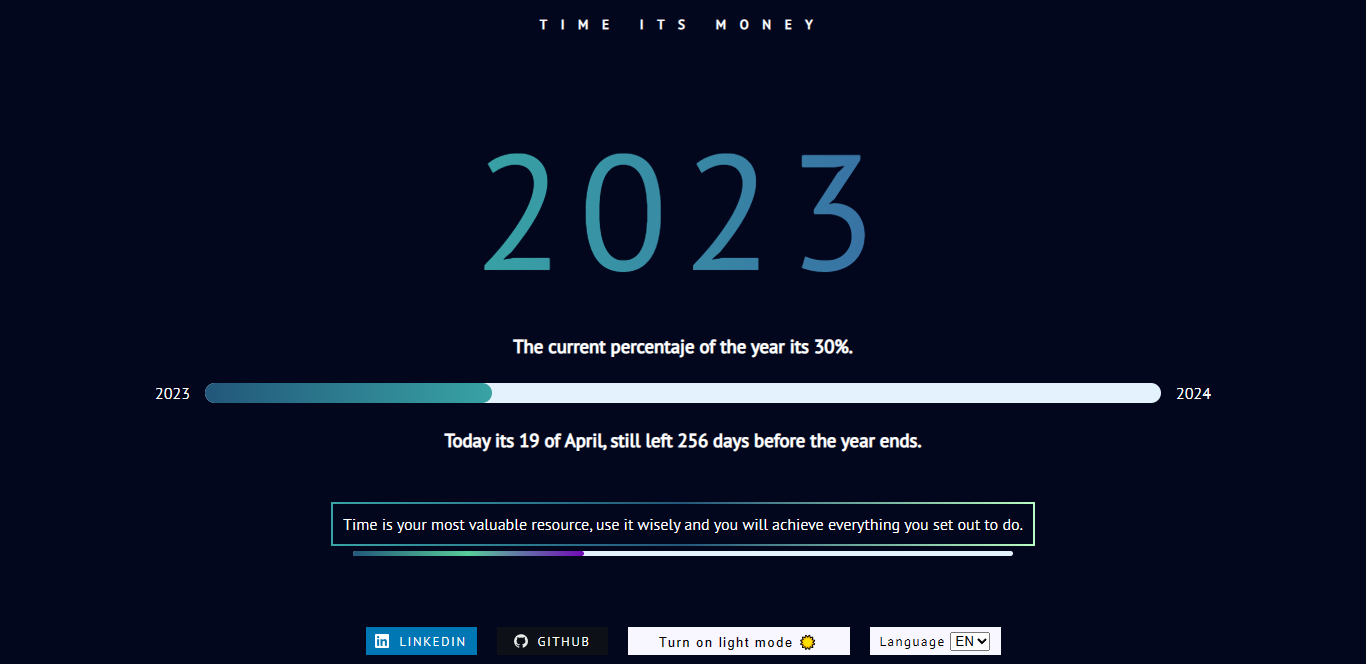 TIME ITS MONEY
2023
The current percentaje of the year its 30%.
2023 2024
Today its 19 of April, still left 256 days before the year ends.
Time is your most valuable resource, use it wisely and you will achieve everything you set out to do.
LINKEDIN GITHUB Turn on light mode Language EN